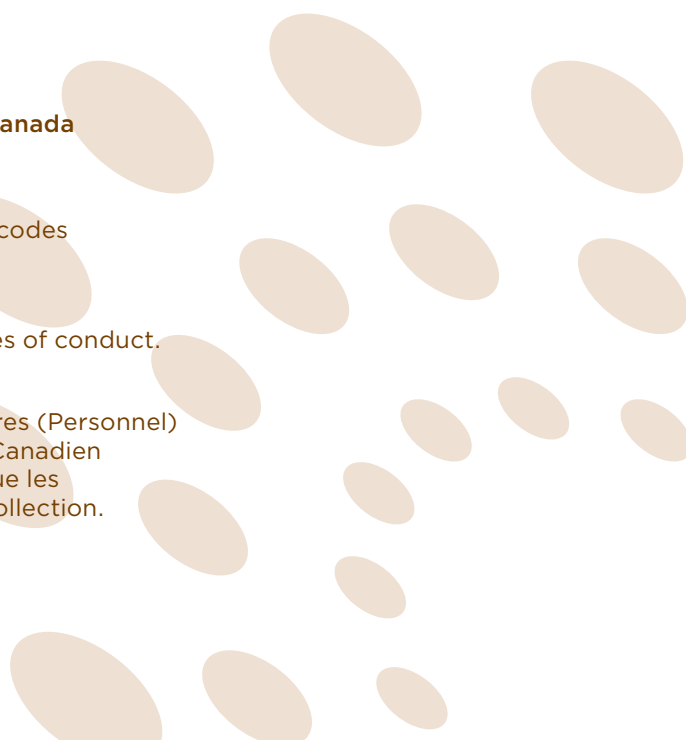 anada
codes
es of conduct.
res (Personnel)
Canadien
ue les
ollection.